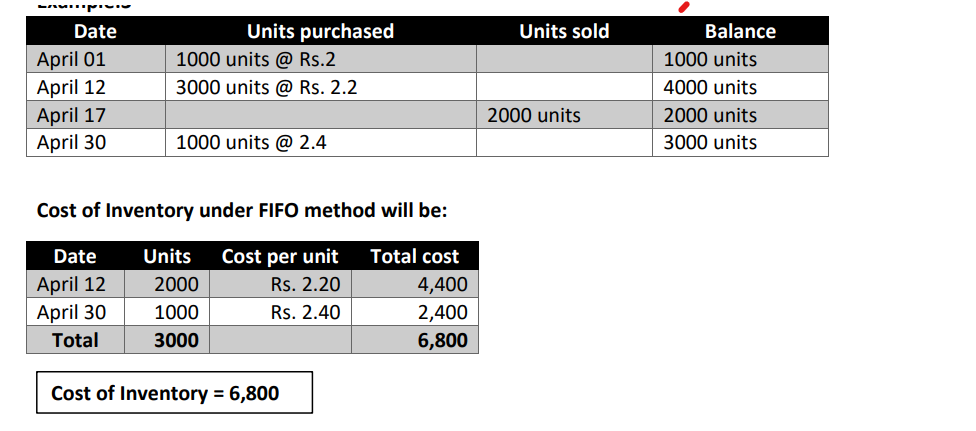 Date Units purchased Units sold Balance
April 01 1000 units @ Rs.2 1000 units
April 12 3000 units @ Rs. 2.2 4000 units
April 17 2000 units 2000 units
April 30 1000 units @ 2.4 3000 units
Cost of Inventory under FIFO method will be:
Date Units Cost per unit Total cost
April 12 2000 Rs. 2.20 4,400
April 30 1000 Rs. 2.40 2,400
Total 3000 6,800
Cost of Inventory = 6,800